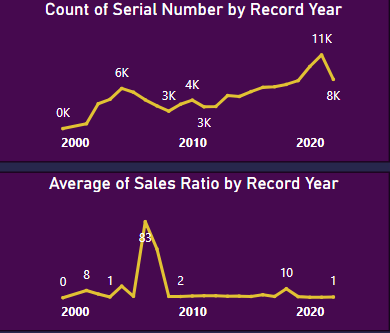 Count of Serial Number by Record Year
11K
6K
4K
3K
8K
0K
3K
2000 2010 2020
Average of Sales Ratio by Record Year
83
0 8 1 2 10 1
2000 2010 2020